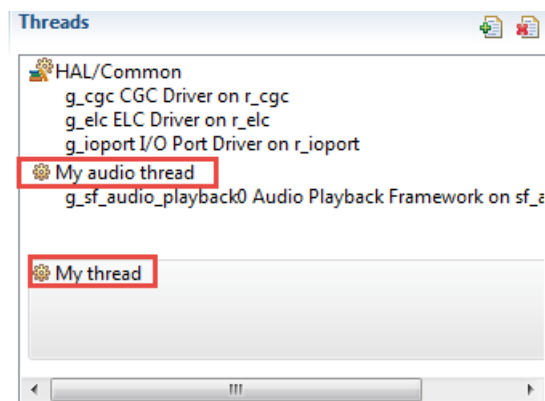 Threads
HAL/Common
g_cgc CGC Driver on r_cgc
g_elc ELC Driver on r_elc
g_ioport I/O Port Driver on r_ioport
My audio thread
g_sf_audio_playback0 Audio Playback Framework on sf_a
My thread